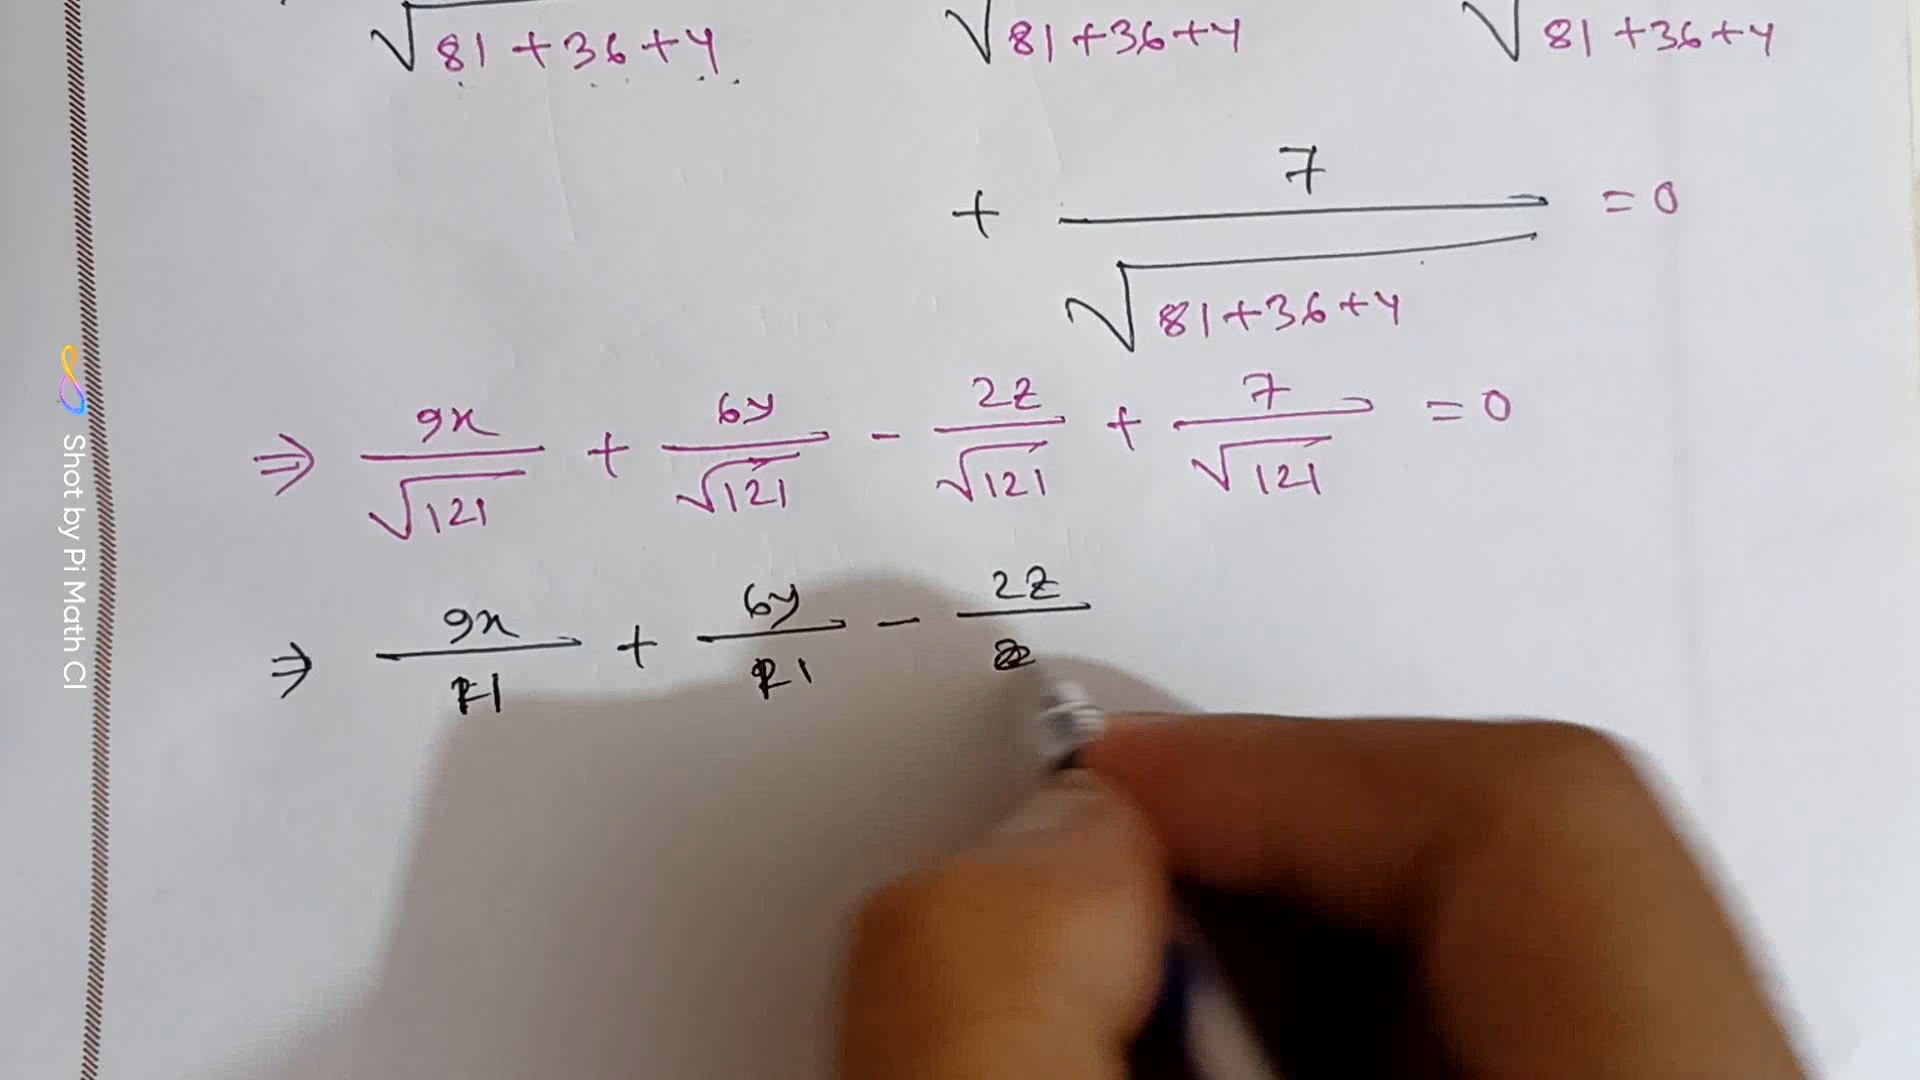 √81+36+4 √81+36+4 √81+36+4
+ 7/√81+36+4 = 0
⇒ 9x/√121 + 6y/√121 - 2z/√121 + 7/√121 = 0
⇒ 9x/11 + 6y/11 - 2z/
Shot by Pi Math Cl